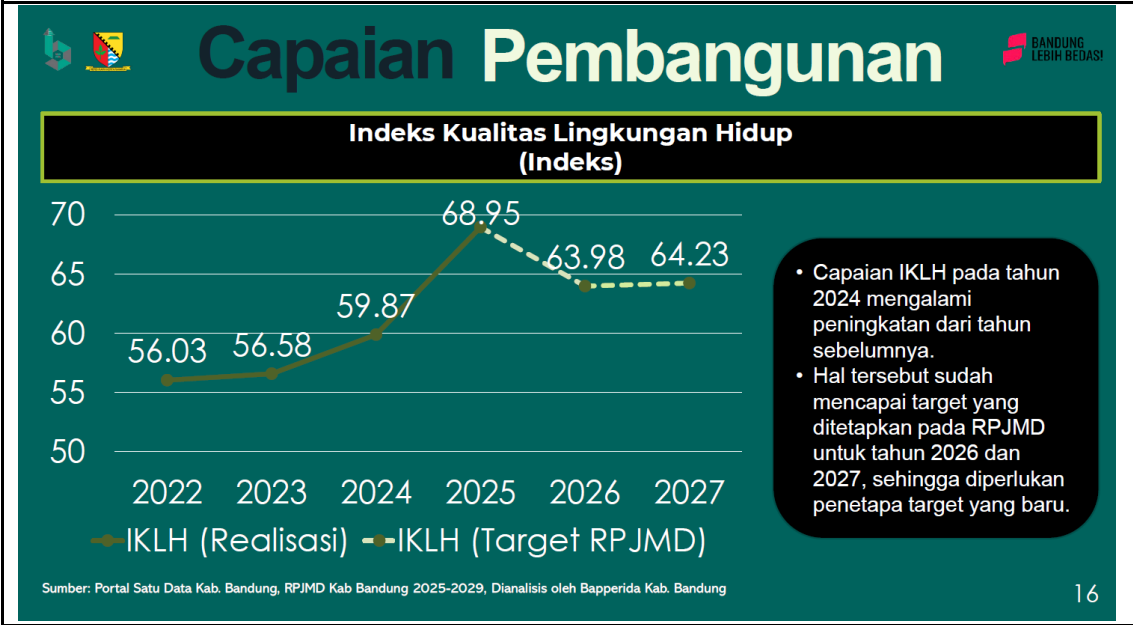 Capaian Pembangunan
BANDUNG
LEBIH BEDAS!
Indeks Kualitas Lingkungan Hidup
(Indeks)
70
65
60
55
50
56.03
56.58
59.87
68.95
63.98
64.23
2022 2023 2024 2025 2026 2027
IKLH (Realisasi) IKLH (Target RPJMD)
• Capaian IKLH pada tahun
2024 mengalami
peningkatan dari tahun
sebelumnya.
• Hal tersebut sudah
mencapai target yang
ditetapkan pada RPJMD
untuk tahun 2026 dan
2027, sehingga diperlukan
penetapa target yang baru.
Sumber: Portal Satu Data Kab. Bandung, RPJMD Kab Bandung 2025-2029, Dianalisis oleh Bapperida Kab. Bandung
16